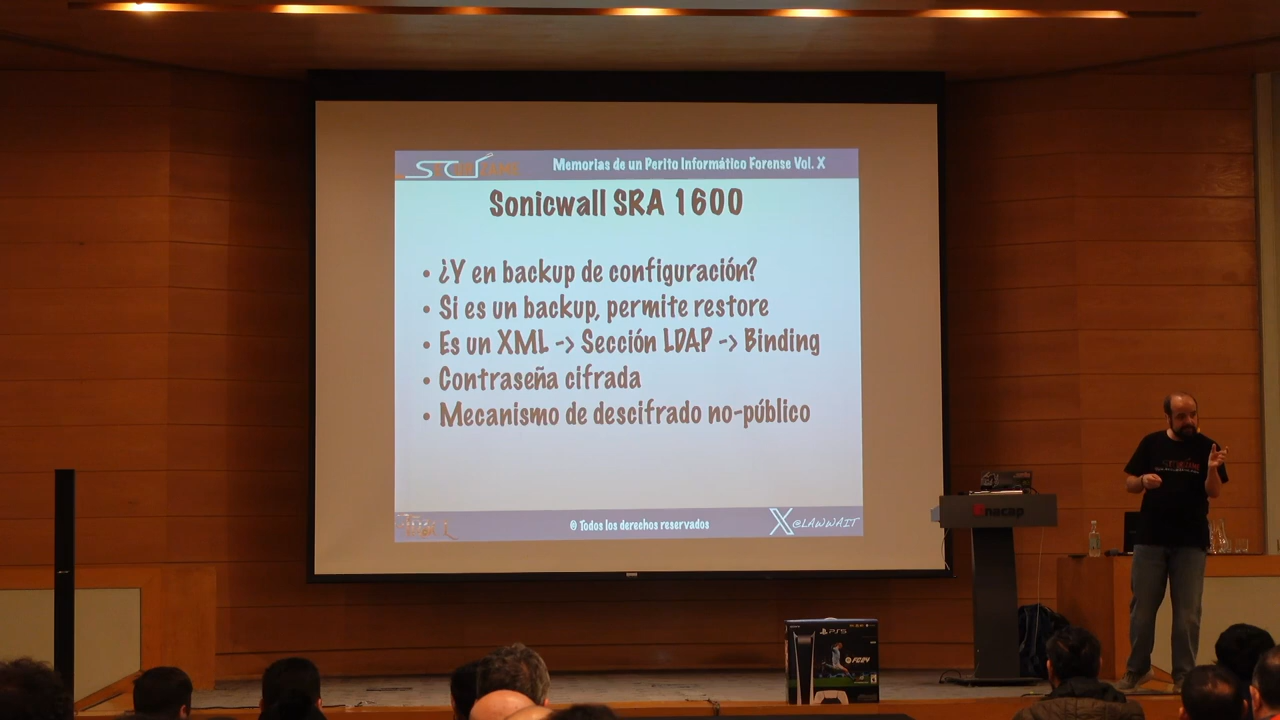 Memorias de un Perito Informático Forense Vol. X
Sonicwall SRA 1600
• ¿Y en backup de configuración?
• Si es un backup, permite restore
• Es un XML -> Sección LDAP -> Binding
• Contraseña cifrada
• Mecanismo de descifrado no-público
© Todos los derechos reservados
@LAWWAIT
inacap
PS5
FC24